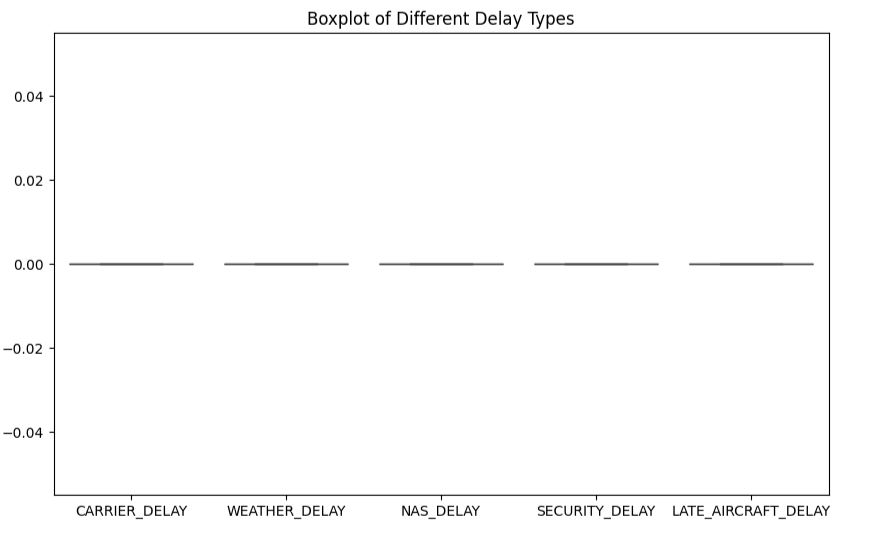 Boxplot of Different Delay Types
0.04
0.02
0.00
−0.02
−0.04
CARRIER_DELAY WEATHER_DELAY NAS_DELAY SECURITY_DELAY LATE_AIRCRAFT_DELAY